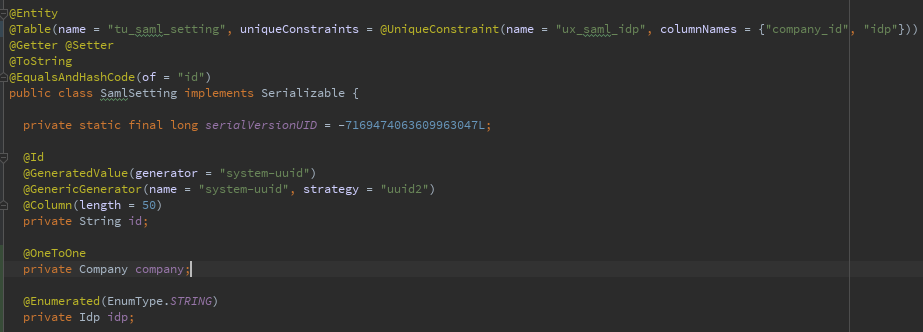 @Entity
@Table(name = "tu_saml_setting", uniqueConstraints = @UniqueConstraint(name = "ux_saml_idp", columnNames = {"company_id", "idp"}))
@Getter @Setter
@ToString
@EqualsAndHashCode(of = "id")
public class SamlSetting implements Serializable {
private static final long serialVersionUID = -7169474063609963047L;
@Id
@GeneratedValue(generator = "system-uuid")
@GenericGenerator(name = "system-uuid", strategy = "uuid2")
@Column(length = 50)
private String id;
@OneToOne
private Company company;
@Enumerated(EnumType.STRING)
private Idp idp;